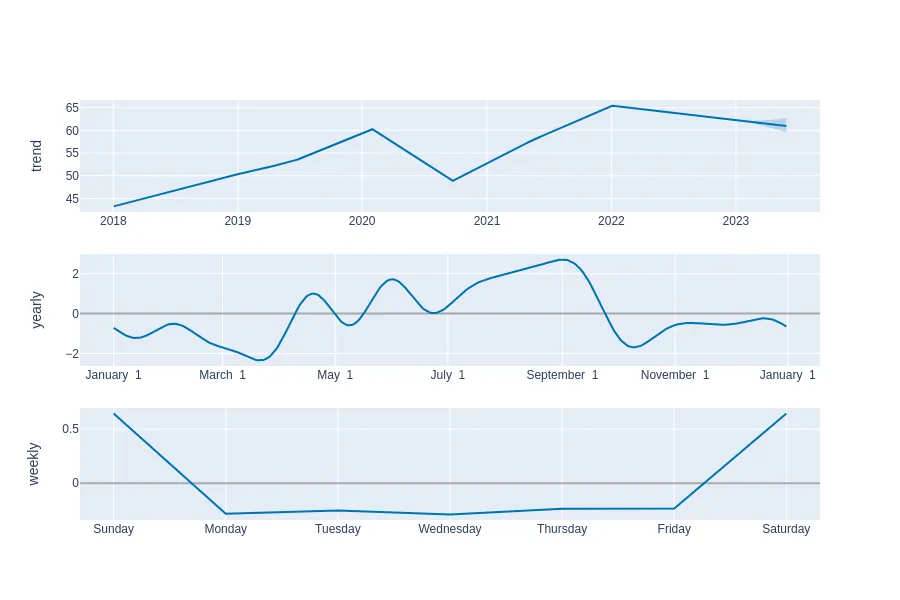 trend
65
60
55
50
45
2018 2019 2020 2021 2022 2023
yearly
2
0
−2
January 1 March 1 May 1 July 1 September 1 November 1 January 1
weekly
0.5
0
Sunday Monday Tuesday Wednesday Thursday Friday Saturday